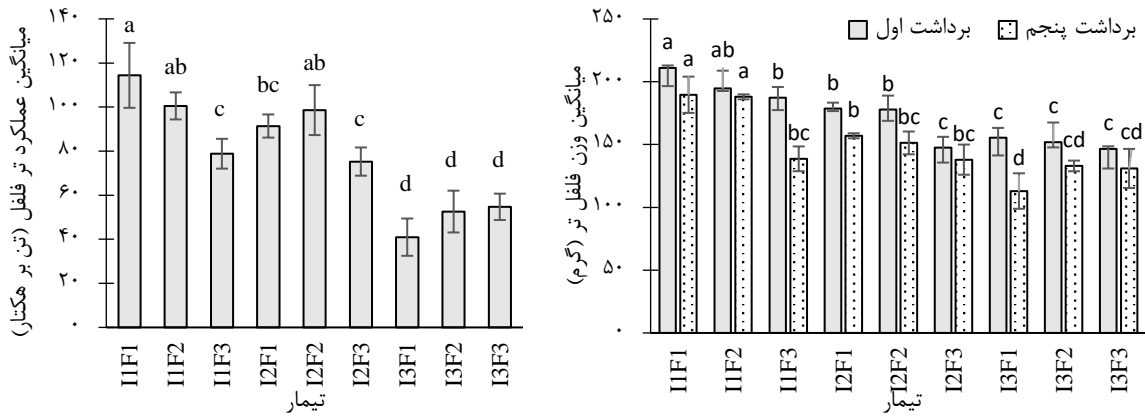 میانگین عملکرد تر فلفل (تن بر هکتار)
۱۴۰
۱۲۰
۱۰۰
۸۰
۶۰
۴۰
۲۰
۰
a
ab
c
bc
ab
c
d
d
d
I1F1
I1F2
I1F3
I2F1
I2F2
I2F3
I3F1
I3F2
I3F3
تیمار
میانگین وزن فلفل تر (گرم)
۲۵۰
۲۰۰
۱۵۰
۱۰۰
۵۰
۰
برداشت اول
برداشت پنجم
a
a
ab
a
b
bc
b
b
b
bc
c
bc
c
d
c
cd
c
cd
I1F1
I1F2
I1F3
I2F1
I2F2
I2F3
I3F1
I3F2
I3F3
تیمار